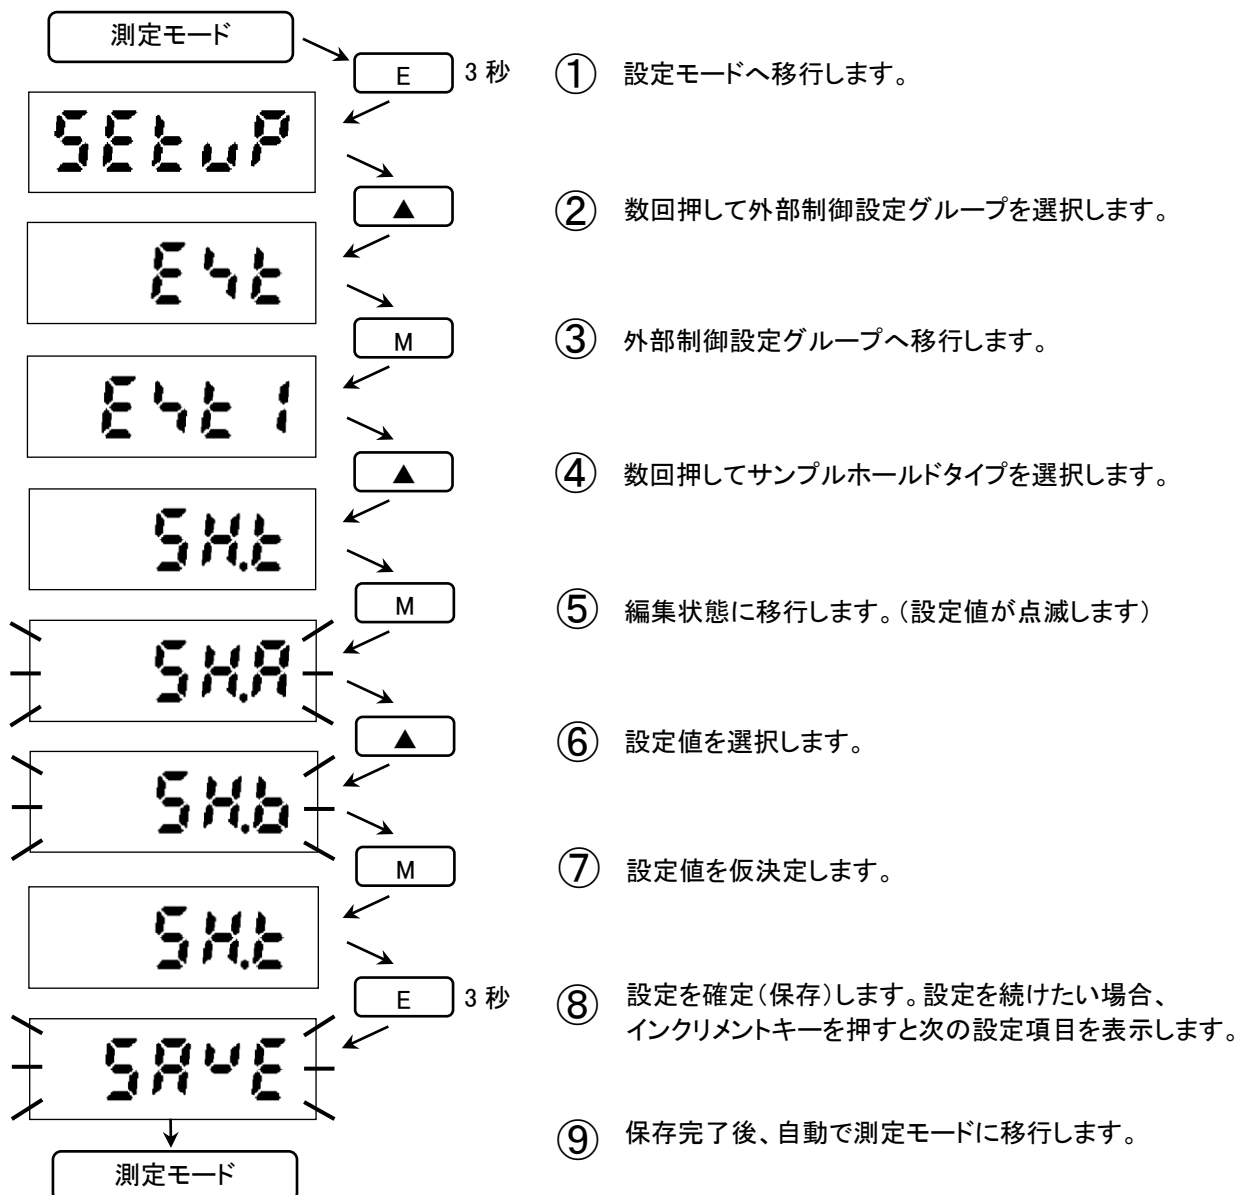 測定モード
E 3 秒 ① 設定モードへ移行します。
SEtuP
▲ ② 数回押して外部制御設定グループを選択します。
E
M ③ 外部制御設定グループへ移行します。
▲ ④ 数回押してサンプルホールドタイプを選択します。
SH.t
M ⑤ 編集状態に移行します。（設定値が点滅します）
SH.A
▲ ⑥ 設定値を選択します。
SH.b
M ⑦ 設定値を仮決定します。
SH.t
E 3 秒 ⑧ 設定を確定（保存）します。設定を続けたい場合、
インクリメントキーを押すと次の設定項目を表示します。
SAvE
⑨ 保存完了後、自動で測定モードに移行します。
測定モード